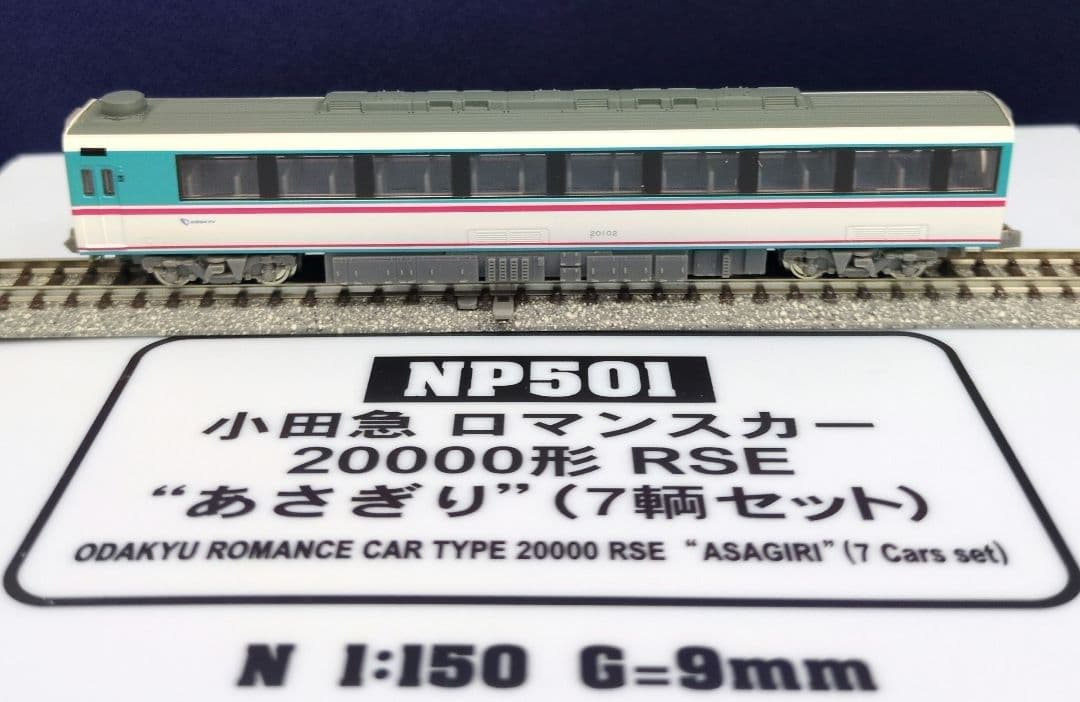 ODAKYU
20102
NP501
小田急 ロマンスカー
20000形 RSE
“あさぎり”(7輌セット)
ODAKYU ROMANCE CAR TYPE 20000 RSE “ASAGIRI” (7 Cars set)
N 1:150 G=9mm